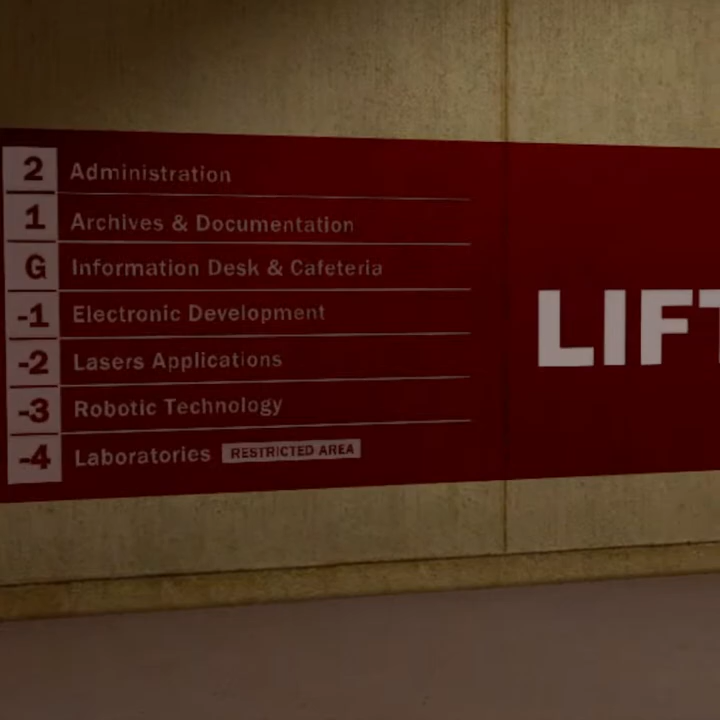 2 Administration
1 Archives & Documentation
G Information Desk & Cafeteria
-1 Electronic Development
-2 Lasers Applications
-3 Robotic Technology
-4 Laboratories RESTRICTED AREA
LIFT